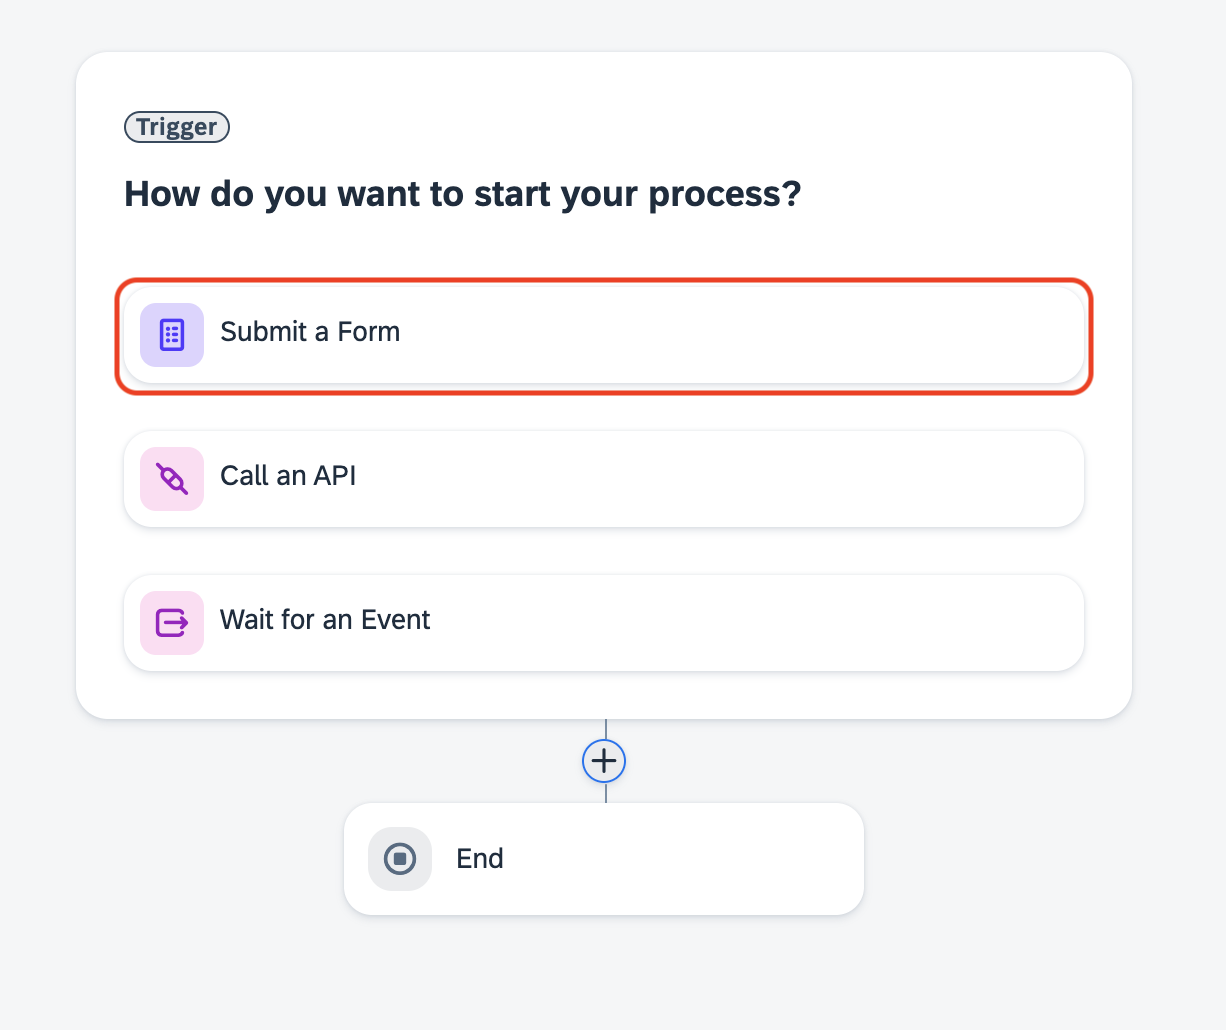 Trigger
How do you want to start your process?
Submit a Form
Call an API
Wait for an Event
End